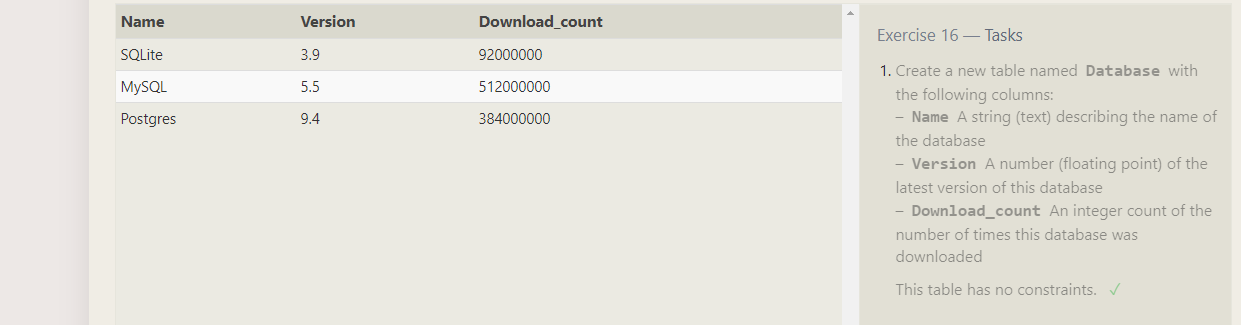 Name Version Download_count
SQLite 3.9 92000000
MySQL 5.5 512000000
Postgres 9.4 384000000
Exercise 16 — Tasks
1. Create a new table named Database with
the following columns:
– Name A string (text) describing the name of
the database
– Version A number (floating point) of the
latest version of this database
– Download_count An integer count of the
number of times this database was
downloaded
This table has no constraints. ✓